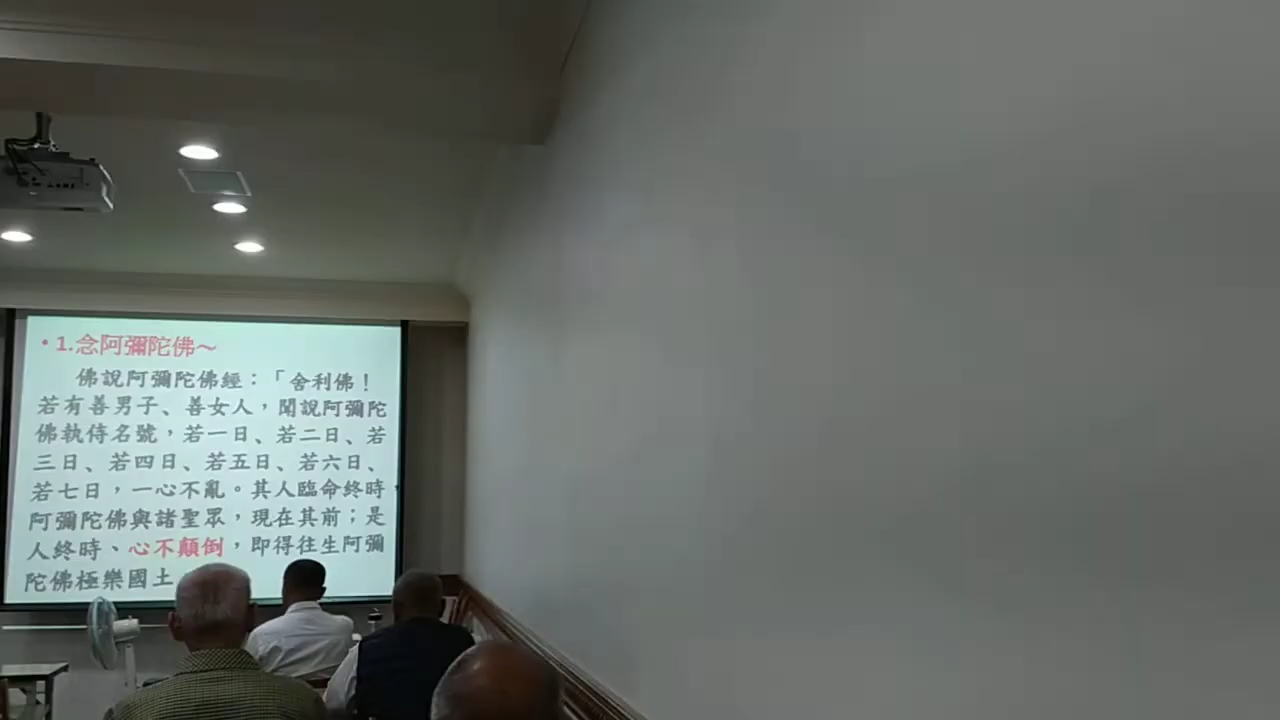 •1.念阿彌陀佛～
佛說阿彌陀佛經：「舍利佛！
若有善男子、善女人，聞說阿彌陀
佛執侍名號，若一日、若二日、若
三日、若四日、若五日、若六日、
若七日，一心不亂。其人臨命終時，
阿彌陀佛與諸聖眾，現在其前；是
人終時、心不顛倒，即得往生阿彌
陀佛極樂國土